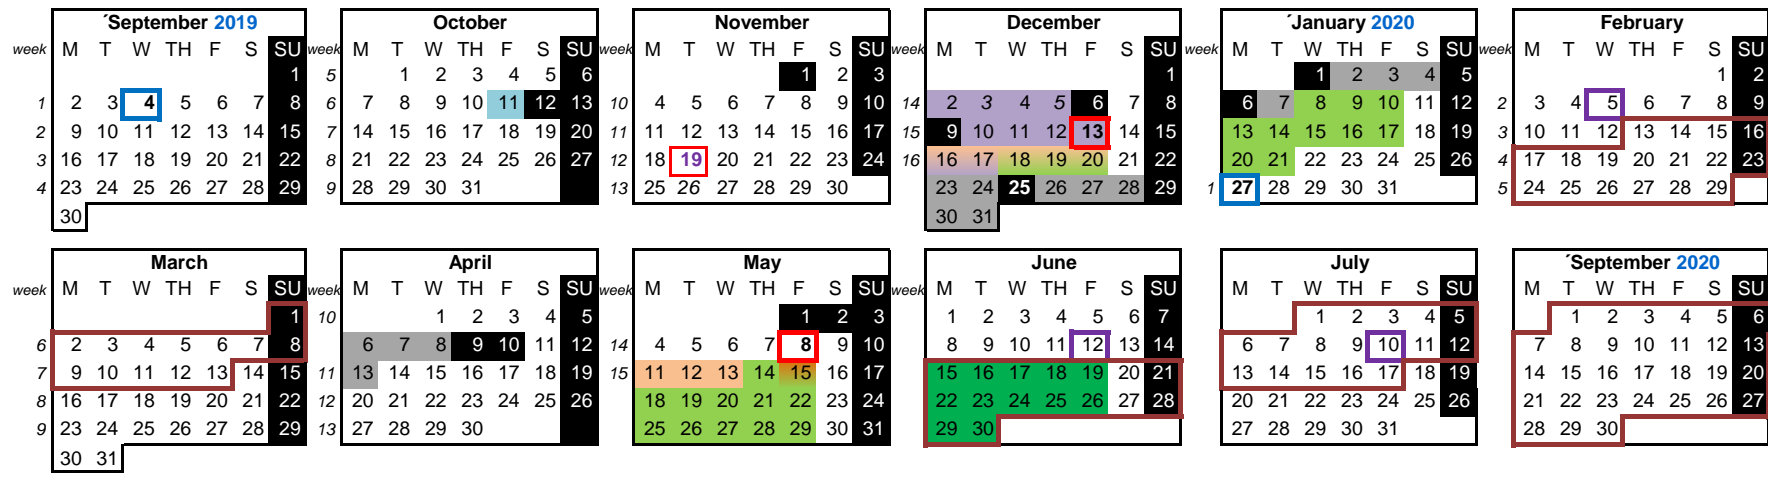 ´September 2019 October November December ´January 2020 February
week M T W TH F S SU week M T W TH F S SU week M T W TH F S SU M T W TH F S SU week M T W TH F S SU week M T W TH F S SU
1 5 1 2 3 4 5 6 1 2 3 1 1 2 3 4 5 1 2
1 2 3 4 5 6 7 8 6 7 8 9 10 11 12 13 10 4 5 6 7 8 9 10 14 2 3 4 5 6 7 8 6 7 8 9 10 11 12 2 3 4 5 6 7 8 9
2 9 10 11 12 13 14 15 7 14 15 16 17 18 19 20 11 11 12 13 14 15 16 17 15 9 10 11 12 13 14 15 13 14 15 16 17 18 19 3 10 11 12 13 14 15 16
3 16 17 18 19 20 21 22 8 21 22 23 24 25 26 27 12 18 19 20 21 22 23 24 16 16 17 18 19 20 21 22 20 21 22 23 24 25 26 4 17 18 19 20 21 22 23
4 23 24 25 26 27 28 29 9 28 29 30 31 13 25 26 27 28 29 30 23 24 25 26 27 28 29 1 27 28 29 30 31 5 24 25 26 27 28 29
30 30 31
March April May June July ´September 2020
week M T W TH F S SU week M T W TH F S SU week M T W TH F S SU week M T W TH F S SU M T W TH F S SU M T W TH F S SU
1 10 1 2 3 4 5 1 2 3 1 2 3 4 5 6 7 1 2 3 4 5 1 2 3 4 5 6
6 2 3 4 5 6 7 8 6 7 8 9 10 11 12 14 4 5 6 7 8 9 10 8 9 10 11 12 13 14 6 7 8 9 10 11 12 7 8 9 10 11 12 13
7 9 10 11 12 13 14 15 11 13 14 15 16 17 18 19 15 11 12 13 14 15 16 17 15 16 17 18 19 20 21 13 14 15 16 17 18 19 14 15 16 17 18 19 20
8 16 17 18 19 20 21 22 12 20 21 22 23 24 25 26 18 19 20 21 22 23 24 22 23 24 25 26 27 28 20 21 22 23 24 25 26 21 22 23 24 25 26 27
9 23 24 25 26 27 28 29 13 27 28 29 30 25 26 27 28 29 30 31 29 30 27 28 29 30 31 28 29 30
30 31